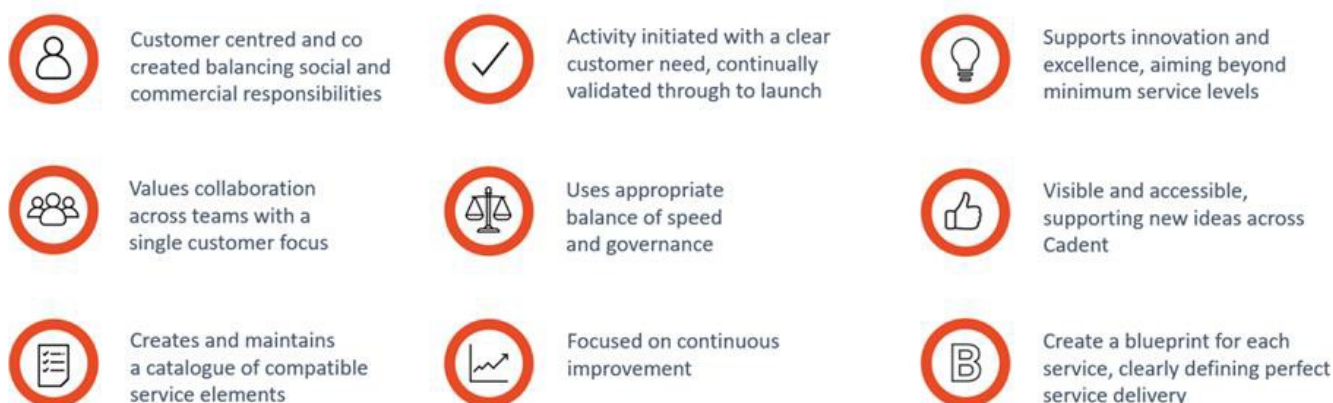 Customer centred and co
created balancing social and
commercial responsibilities
Activity initiated with a clear
customer need, continually
validated through to launch
Supports innovation and
excellence, aiming beyond
minimum service levels
Values collaboration
across teams with a
single customer focus
Uses appropriate
balance of speed
and governance
Visible and accessible,
supporting new ideas across
Cadent
Creates and maintains
a catalogue of compatible
service elements
Focused on continuous
improvement
B
Create a blueprint for each
service, clearly defining perfect
service delivery